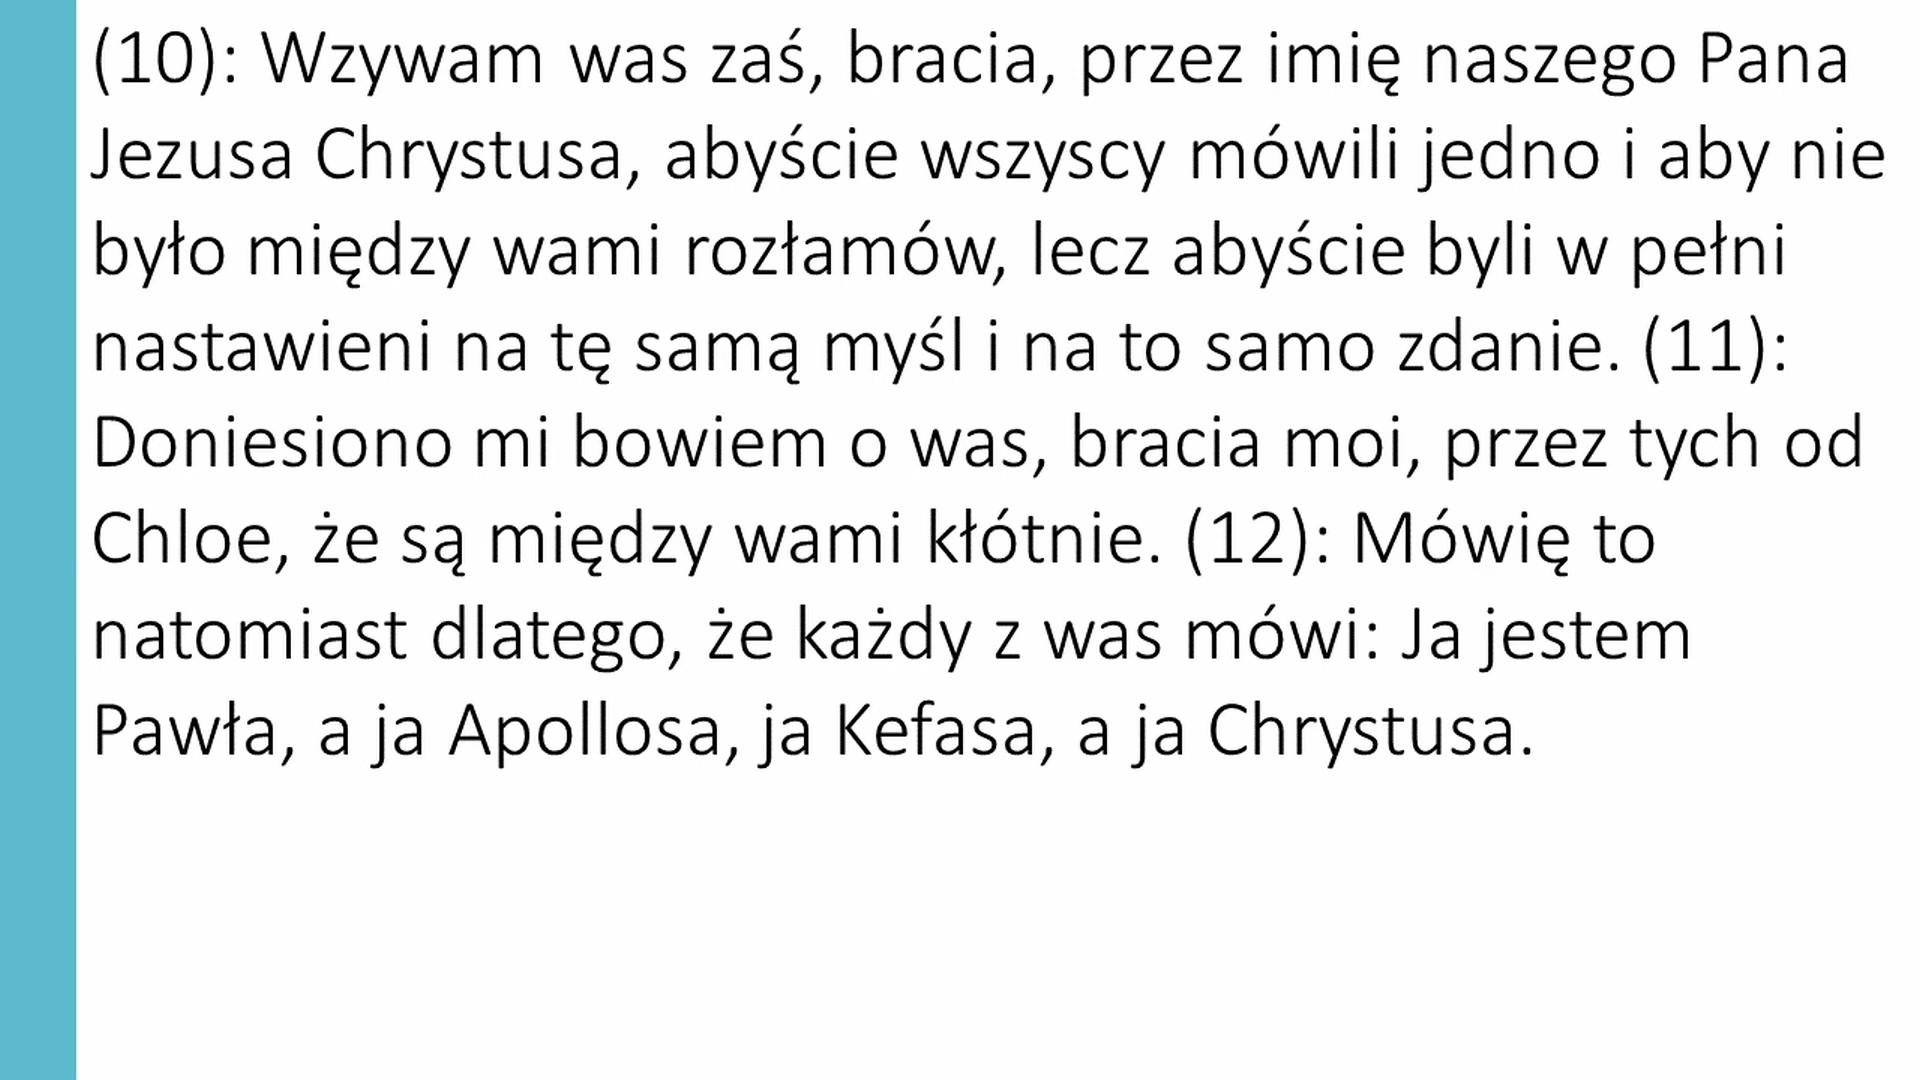 (10): Wzywam was zaś, bracia, przez imię naszego Pana
Jezusa Chrystusa, abyście wszyscy mówili jedno i aby nie
było między wami rozłamów, lecz abyście byli w pełni
nastawieni na tę samą myśl i na to samo zdanie. (11):
Doniesiono mi bowiem o was, bracia moi, przez tych od
Chloe, że są między wami kłótnie. (12): Mówię to
natomiast dlatego, że każdy z was mówi: Ja jestem
Pawła, a ja Apollosa, ja Kefasa, a ja Chrystusa.